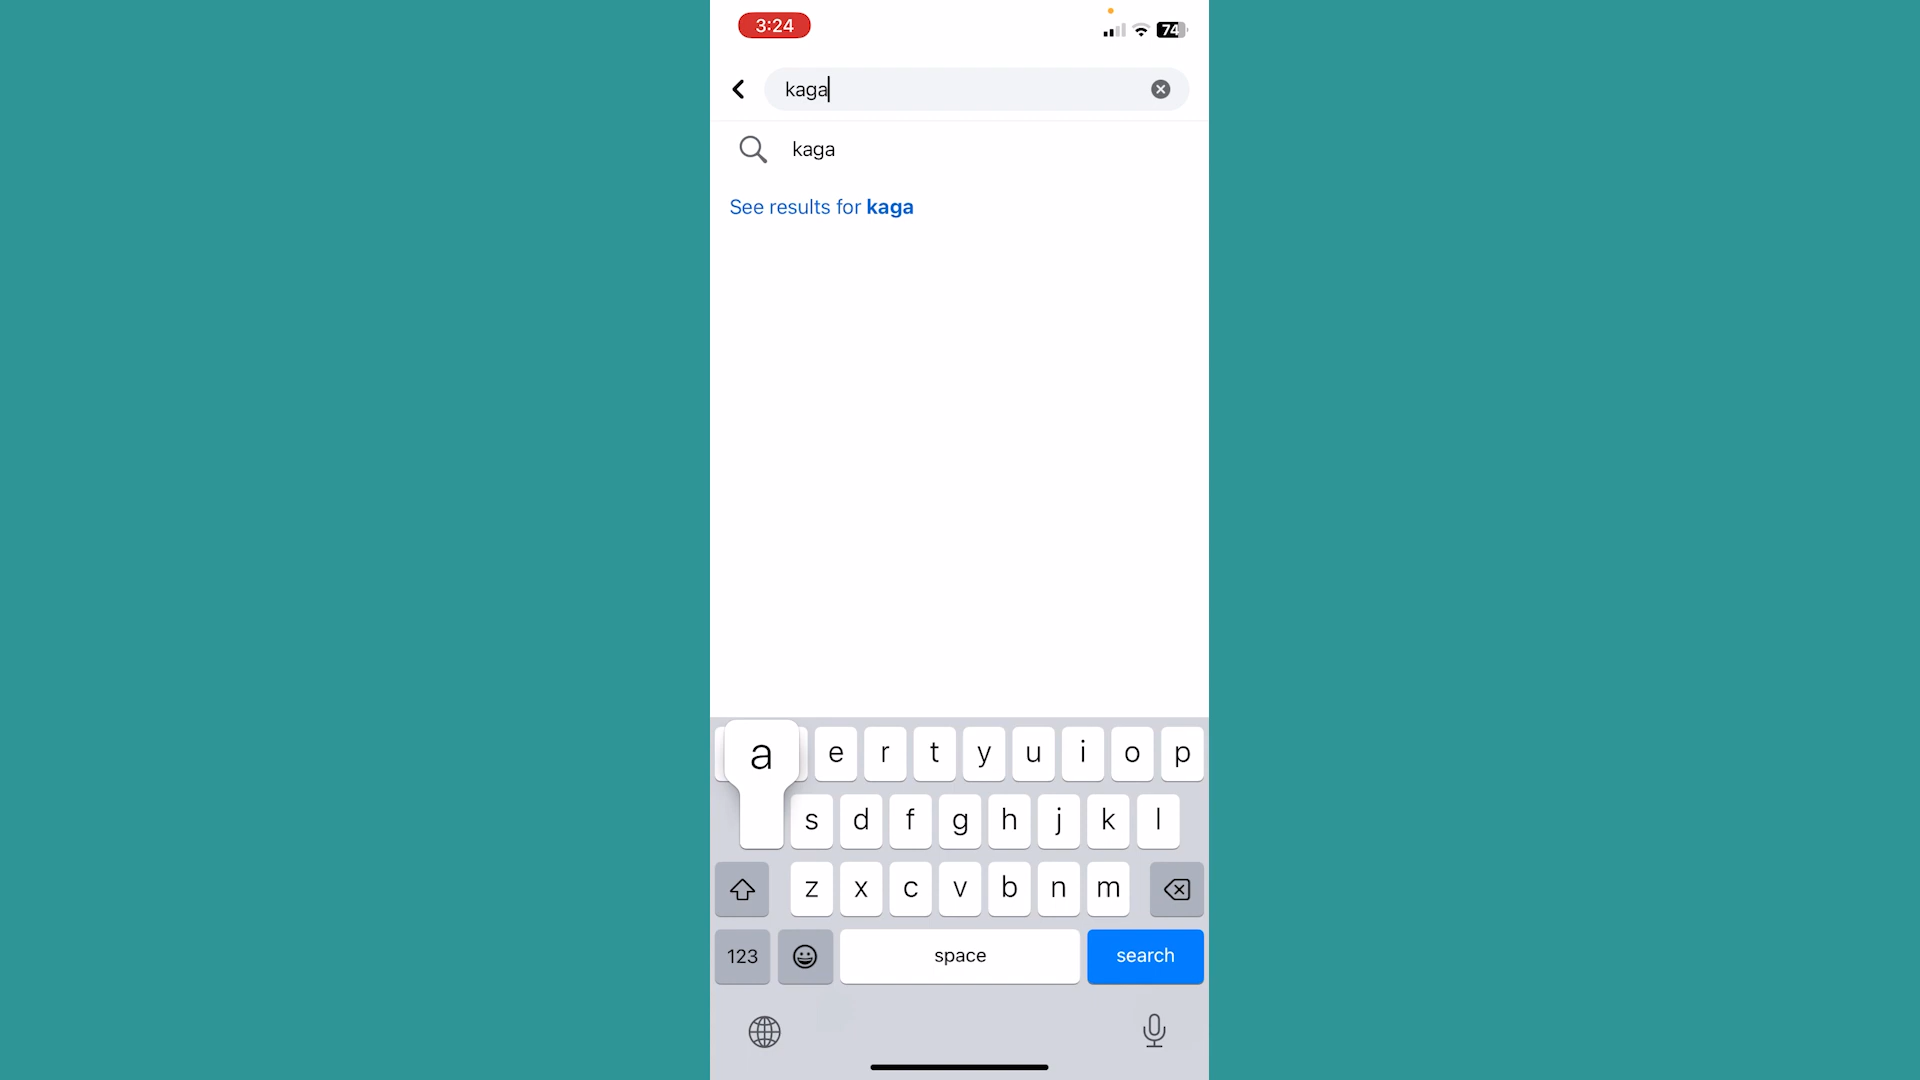 3:24
74
kaga
kaga
See results for kaga
a e r t y u i o p
s d f g h j k l
z x c v b n m
123 space search